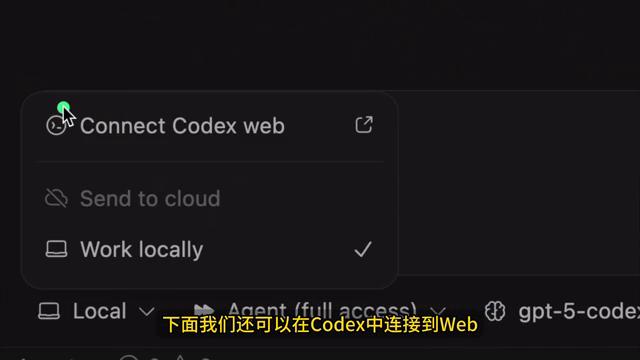 Connect Codex web
Send to cloud
Work locally
Local Agent (full access) gpt-5-codex
下面我们还可以在Codex中连接到Web